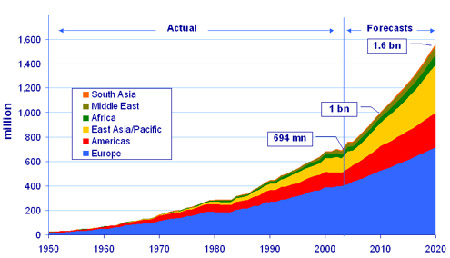 Actual
Forecasts
1,600
1,400
1,200
1,000
800
600
400
200
0
million
South Asia
Middle East
Africa
East Asia/Pacific
Americas
Europe
694 mn
1 bn
1.6 bn
1950 1960 1970 1980 1990 2000 2010 2020